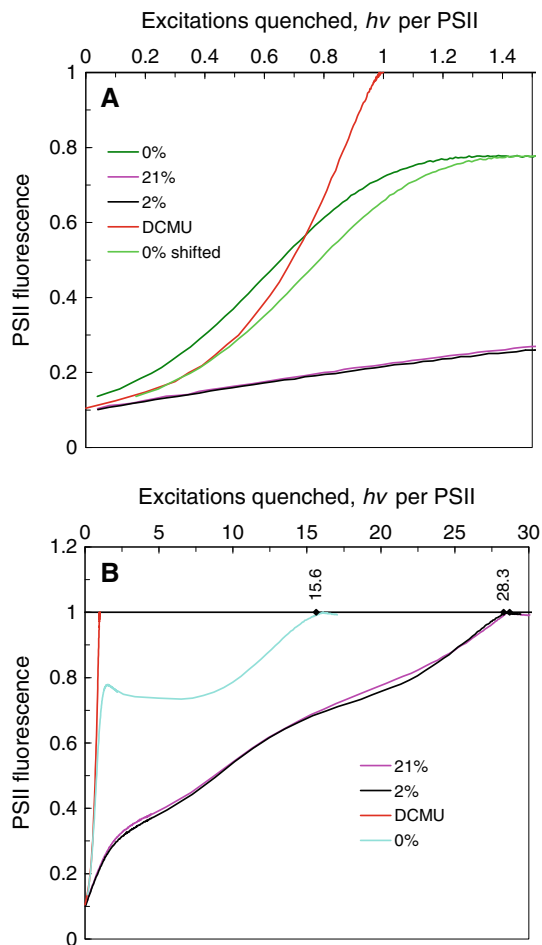 Excitations quenched, hv per PSII
0 0.2 0.4 0.6 0.8 1 1.2 1.4
1
A
0%
21%
2%
DCMU
0% shifted
0.8
0.6
0.4
0.2
0
PSII fluorescence
Excitations quenched, hv per PSII
0 5 10 15 20 25 30
1.2
B
15.6
28.3
1
0.8
0.6
0.4
0.2
0
PSII fluorescence
21%
2%
DCMU
0%